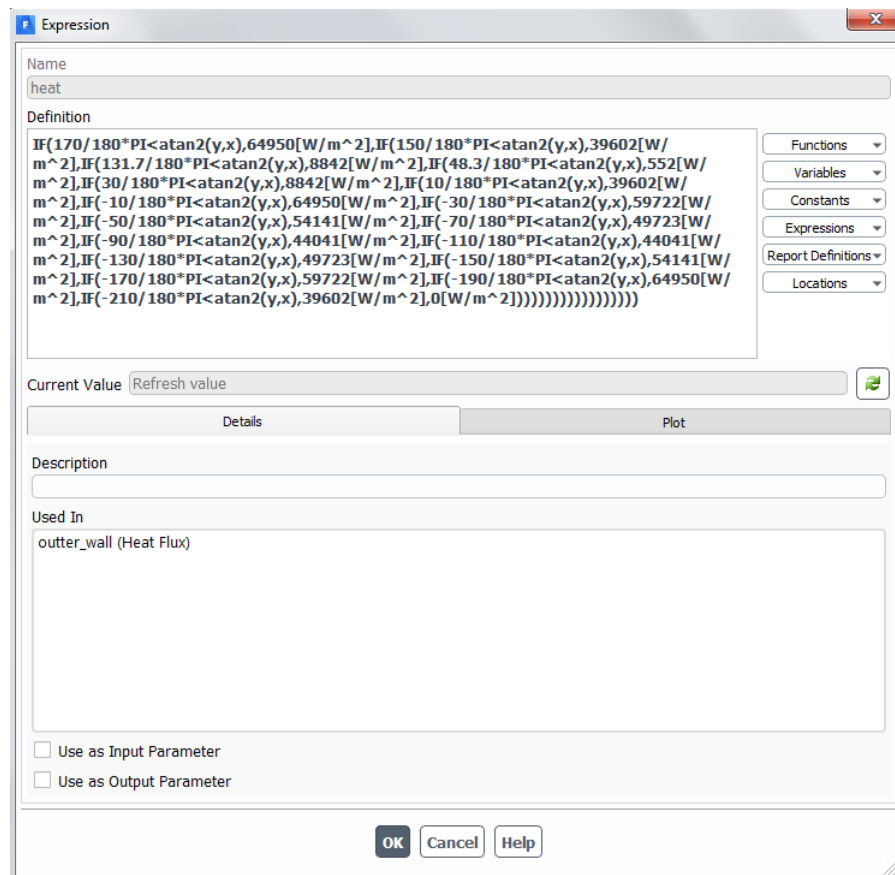 Expression
Name
heat
Definition
IF(170/180*PI<atan2(y,x),64950[W/m^2],IF(150/180*PI<atan2(y,x),39602[W/
m^2],IF(131.7/180*PI<atan2(y,x),8842[W/m^2],IF(48.3/180*PI<atan2(y,x),552[W/
m^2],IF(30/180*PI<atan2(y,x),8842[W/m^2],IF(10/180*PI<atan2(y,x),39602[W/
m^2],IF(-10/180*PI<atan2(y,x),64950[W/m^2],IF(-30/180*PI<atan2(y,x),59722[W/
m^2],IF(-50/180*PI<atan2(y,x),54141[W/m^2],IF(-70/180*PI<atan2(y,x),49723[W/
m^2],IF(-90/180*PI<atan2(y,x),44041[W/m^2],IF(-110/180*PI<atan2(y,x),44041[W/
m^2],IF(-130/180*PI<atan2(y,x),49723[W/m^2],IF(-150/180*PI<atan2(y,x),54141[W/
m^2],IF(-170/180*PI<atan2(y,x),59722[W/m^2],IF(-190/180*PI<atan2(y,x),64950[W/
m^2],IF(-210/180*PI<atan2(y,x),39602[W/m^2],0[W/m^2])))))))))))))))))
Functions
Variables
Constants
Expressions
Report Definitions
Locations
Current Value Refresh value
Details Plot
Description
Used In
outter_wall (Heat Flux)
Use as Input Parameter
Use as Output Parameter
OK Cancel Help